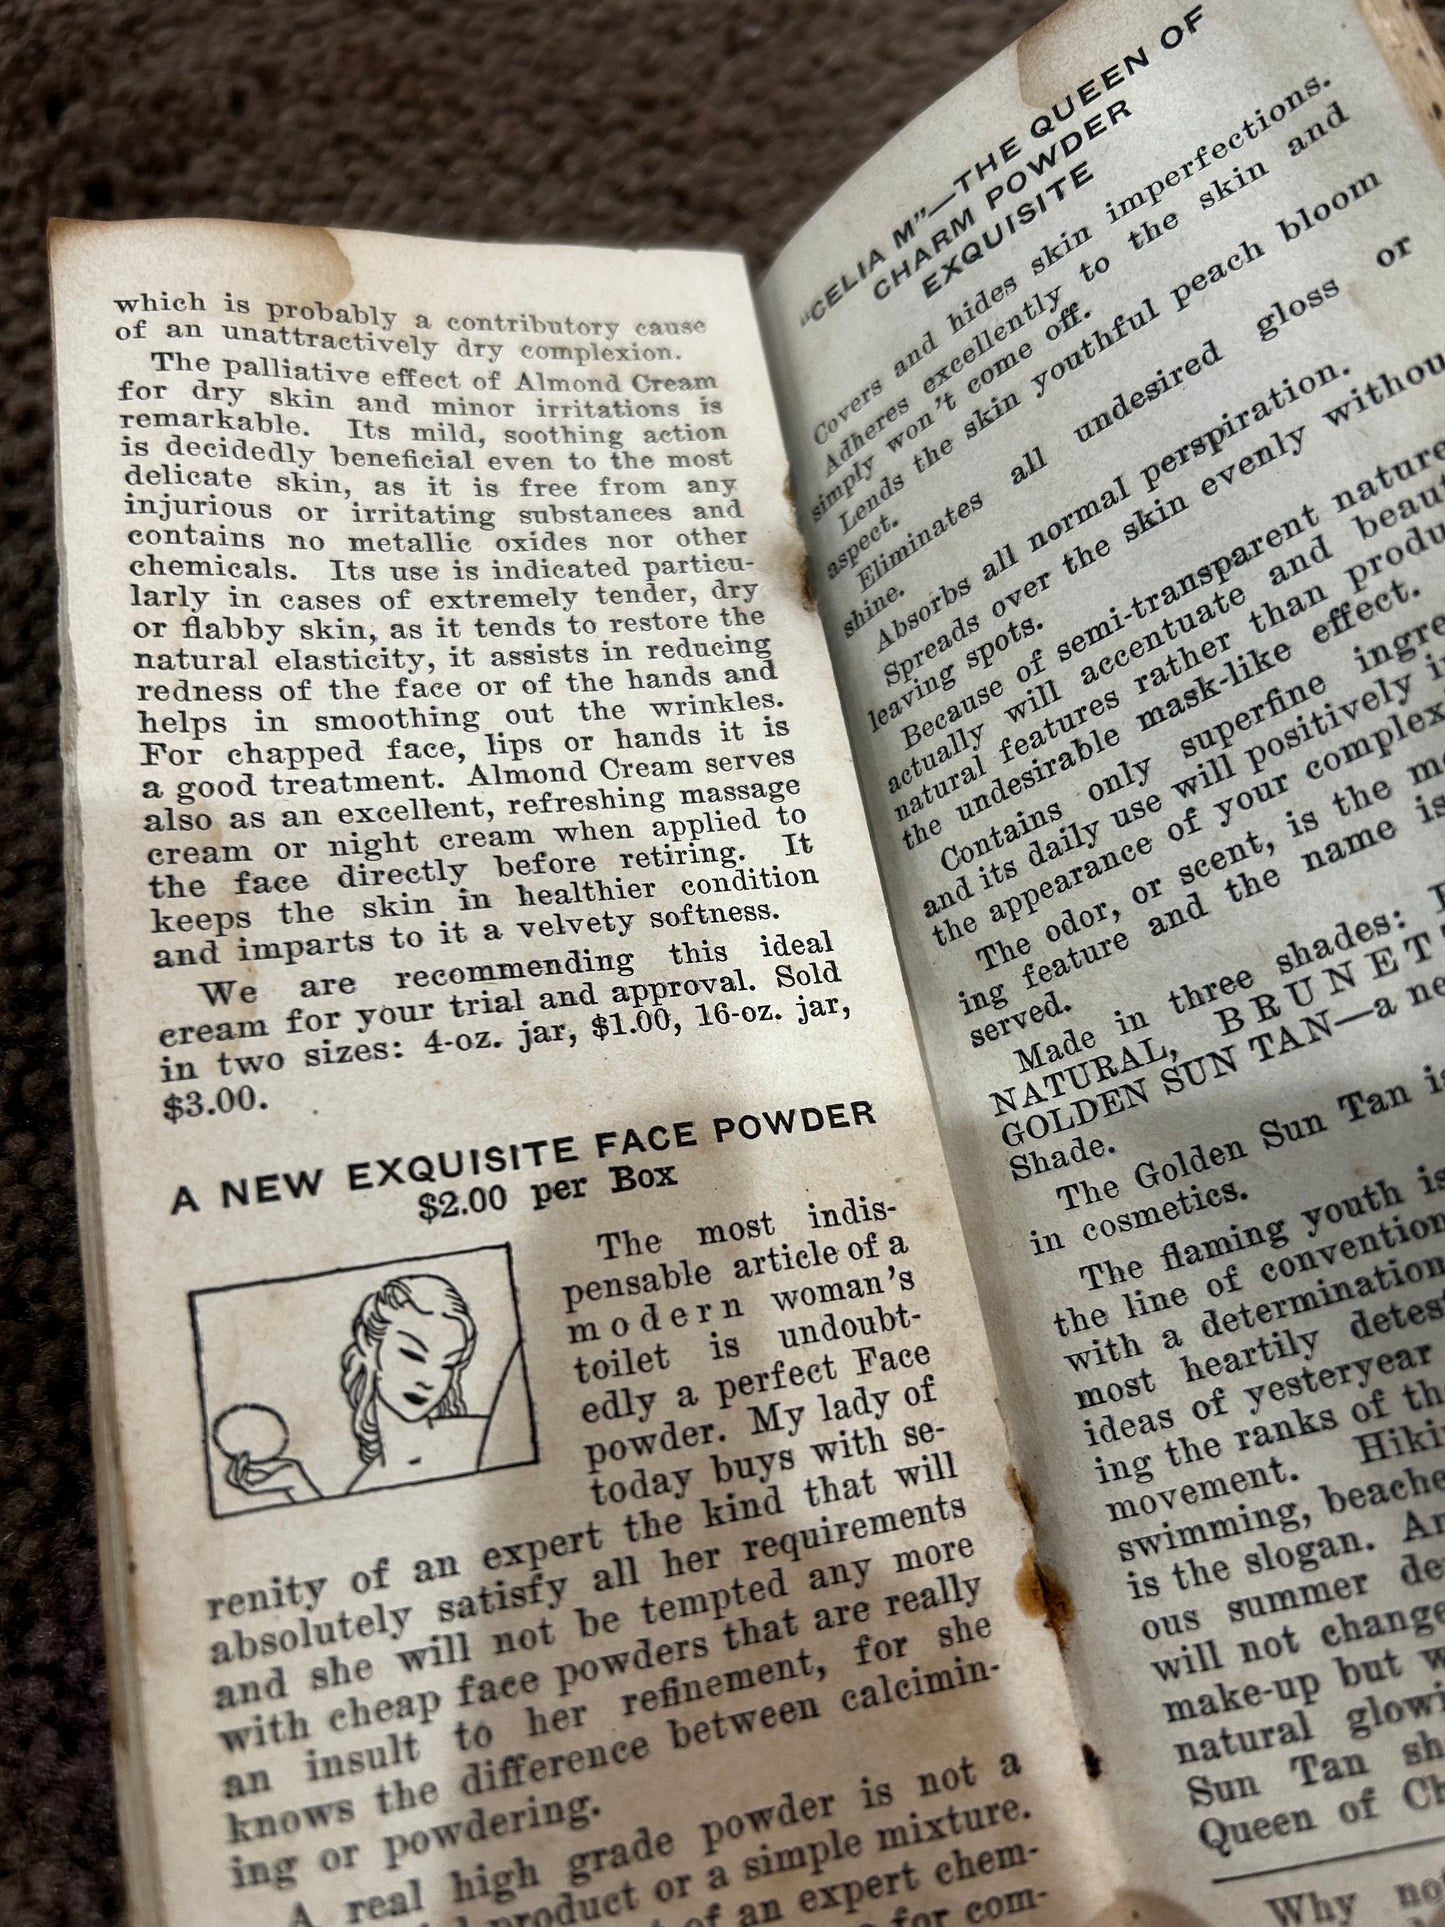 which is probably a contributory cause
of an unattractively dry complexion.
The palliative effect of Almond Cream
for dry skin and minor irritations is
remarkable. Its mild, soothing action
is decidedly beneficial even to the most
delicate skin, as it is free from any
injurious or irritating substances and
contains no metallic oxides nor other
chemicals. Its use is indicated particu-
larly in cases of extremely tender, dry
or flabby skin, as it tends to restore the
natural elasticity, it assists in reducing
redness of the face or of the hands and
helps in smoothing out the wrinkles.
For chapped face, lips or hands it is
a good treatment. Almond Cream serves
also as an excellent, refreshing massage
cream or night cream when applied to
the face directly before retiring. It
keeps the skin in healthier condition
and imparts to it a velvety softness.
We are recommending this ideal
cream for your trial and approval. Sold
in two sizes: 4-oz. jar, $1.00, 16-oz. jar,
$3.00.
A NEW EXQUISITE FACE POWDER
$2.00 per Box
The most indis-
pensable article of a
modern woman's
toilet is undoubt-
edly a perfect Face
powder. My lady of
today buys with se-
renity of an expert the kind that will
absolutely satisfy all her requirements
and she will not be tempted any more
with cheap face powders that are really
an insult to her refinement, for she
knows the difference between calcimin-
ing or powdering.
A real high grade powder is not a
product or a simple mixture.
of an expert chem-
for com-
"CELIA M"—THE QUEEN OF
CHARM POWDER
EXQUISITE
Covers and hides skin imperfections.
Adheres excellently to the skin and
simply won't come off.
Lends the skin youthful peach bloom
aspect.
Eliminates all undesired gloss or
shine.
Absorbs all normal perspiration.
Spreads over the skin evenly withou
leaving spots.
Because of semi-transparent nature
actually will accentuate and beaut
natural features rather than produ
the undesirable mask-like effect.
Contains only superfine ingre
and its daily use will positively i
the appearance of your complex
The odor, or scent, is the mo
ing feature and the name is
served.
Made in three shades:
NATURAL, BRUNETT
GOLDEN SUN TAN—a ne
Shade.
The Golden Sun Tan is
in cosmetics.
The flaming youth is
the line of convention
with a determination
most heartily detest
ideas of yesteryear
ing the ranks of th
movement. Hiki
swimming, beache
is the slogan. An
ous summer de
will not change
make-up but w
natural glowi
Sun Tan sh
Queen of Ch
Why no